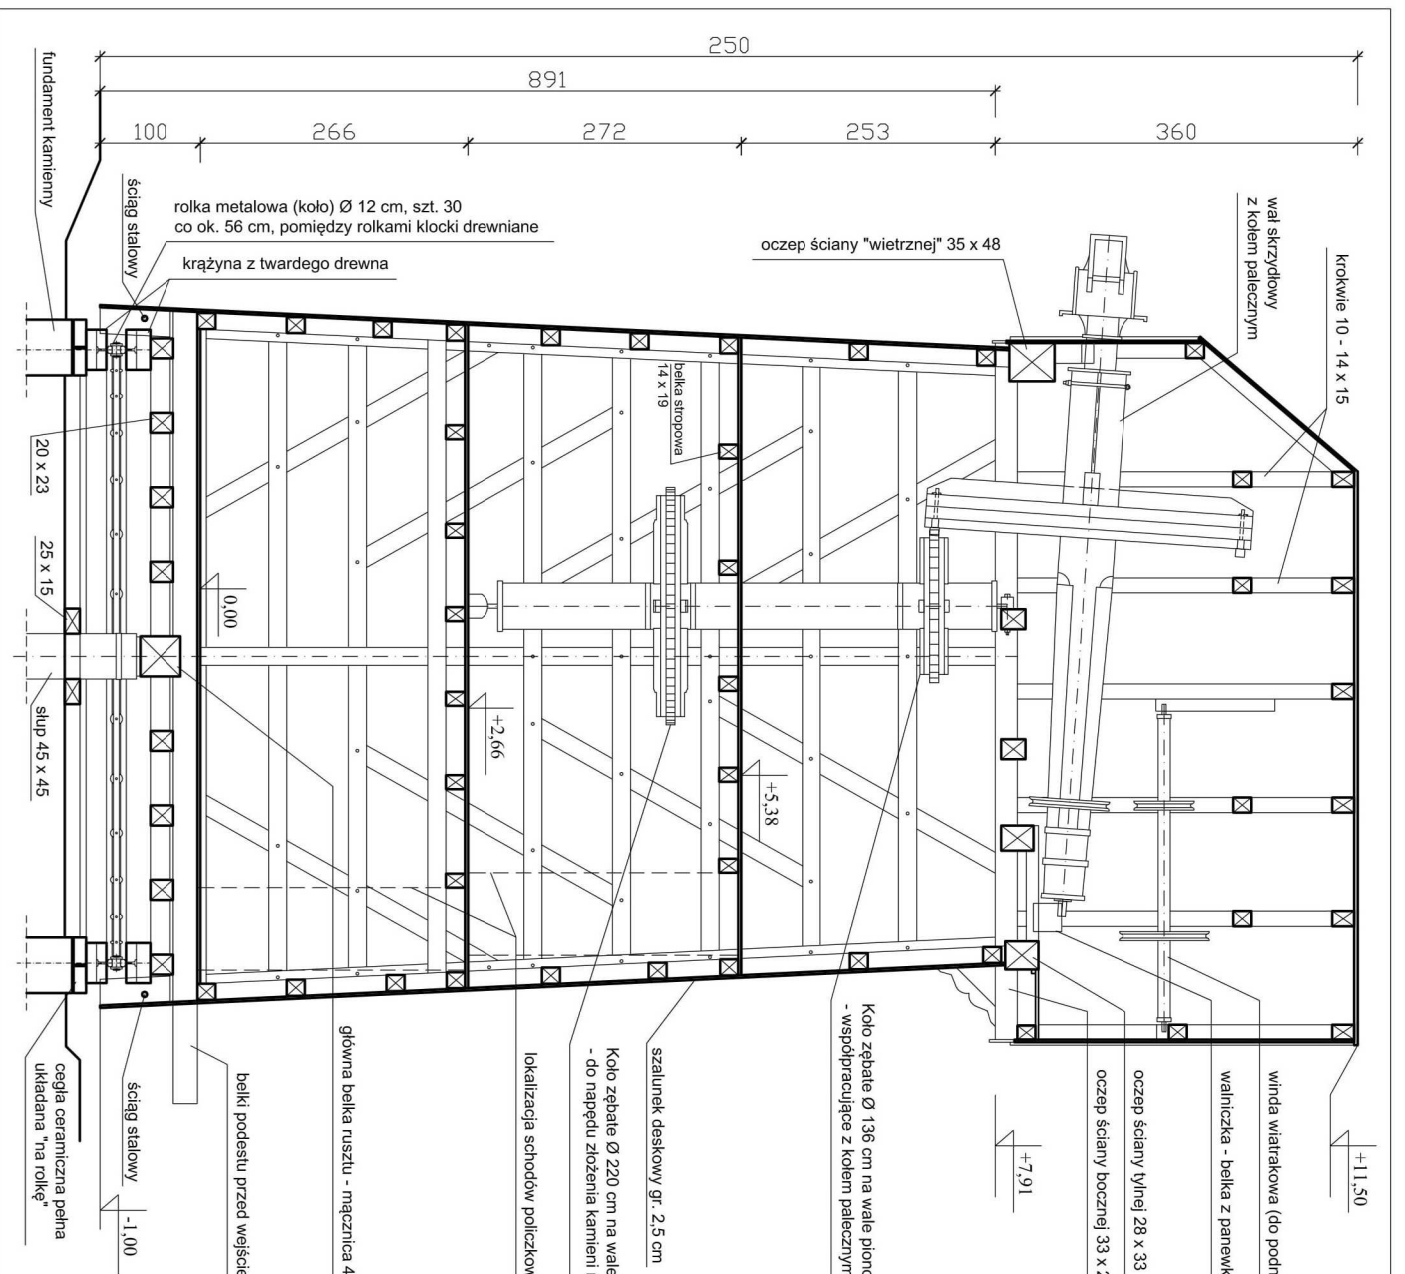 250
891
100
266
272
253
360
fundament kamienny
ściąg stalowy
rolka metalowa (koło) Ø 12 cm, szt. 30
co ok. 56 cm, pomiędzy rolkami klocki drewniane
krążyna z twardego drewna
oczep ściany "wietrznej" 35 x 48
wał skrzydłowy
z kołem palecznym
krokwie 10 - 14 x 15
belka stropowa
14 x 19
20 x 23
25 x 15
słup 45 x 45
0,00
+2,66
+5,38
+7,91
+11,50
-1,00
cegła ceramiczna pełna
układana "na rolkę"
ściąg stalowy
belki podestu przed
główna belka rusztu - mącznica 4
lokalizacja schodów
Koło zębate Ø 220 cm na wale
- do napędu złożenia kamieni
szalunek deskowy gr. 2,5 cm
Koło zębate Ø 136 cm na wale
- współpracujące z kołem palecznym
oczep ściany bocznej 33 x
oczep ściany tylnej 28 x 33
walniczka - belka z
winda wiatrakowa (do